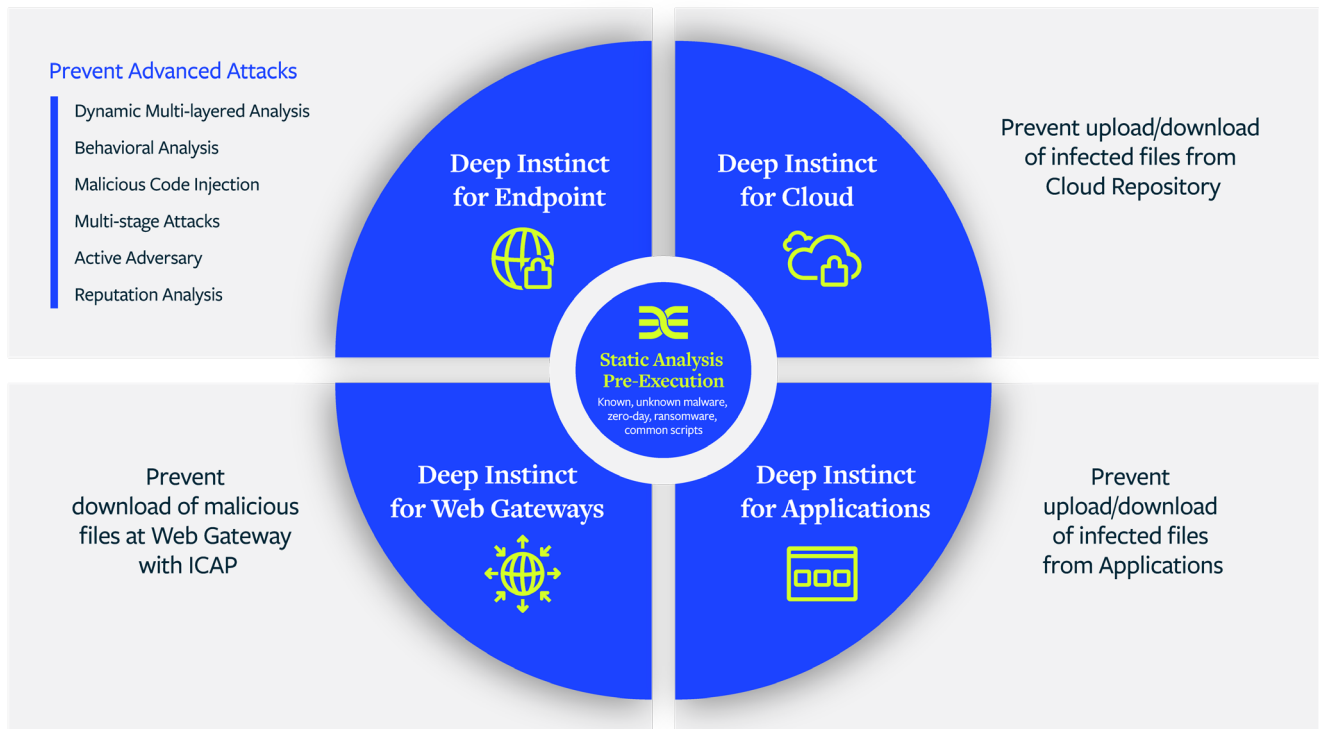 Prevent Advanced Attacks
Dynamic Multi-layered Analysis
Behavioral Analysis
Malicious Code Injection
Multi-stage Attacks
Active Adversary
Reputation Analysis
Deep Instinct
for Endpoint
Deep Instinct
for Cloud
Prevent upload/download
of infected files from
Cloud Repository
Static Analysis
Pre-Execution
Known, unknown malware,
zero-day, ransomware,
common scripts
Prevent
download of malicious
files at Web Gateway
with ICAP
Deep Instinct
for Web Gateways
Deep Instinct
for Applications
Prevent
upload/download
of infected files
from Applications